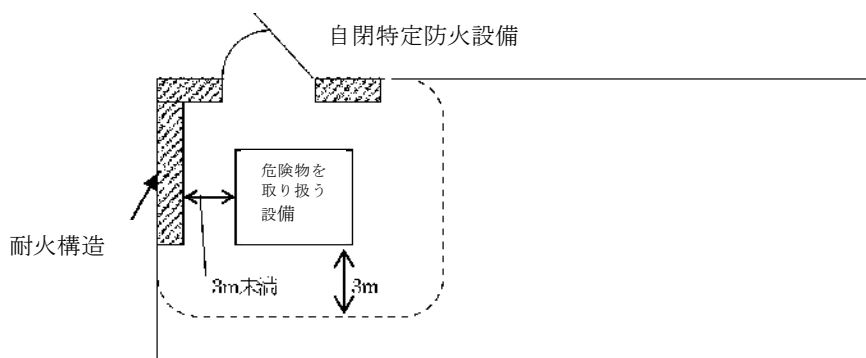 自閉特定防火設備
危険物を
取り扱う
設備
耐火構造
3m未満
3m